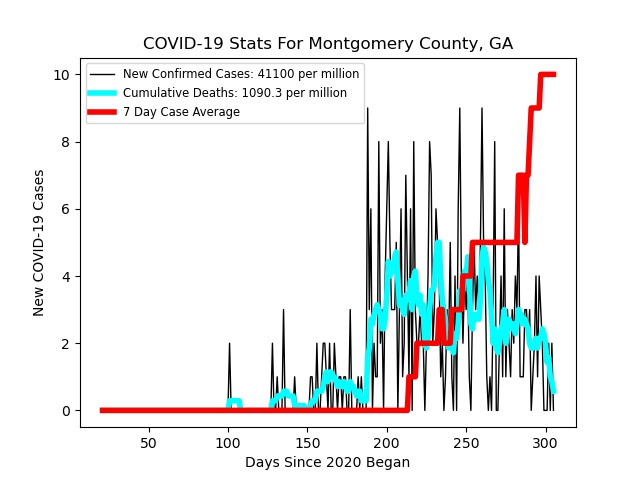 COVID-19 Stats For Montgomery County, GA
New Confirmed Cases: 41100 per million
Cumulative Deaths: 1090.3 per million
7 Day Case Average
New COVID-19 Cases
10
8
6
4
2
0
50 100 150 200 250 300
Days Since 2020 Began